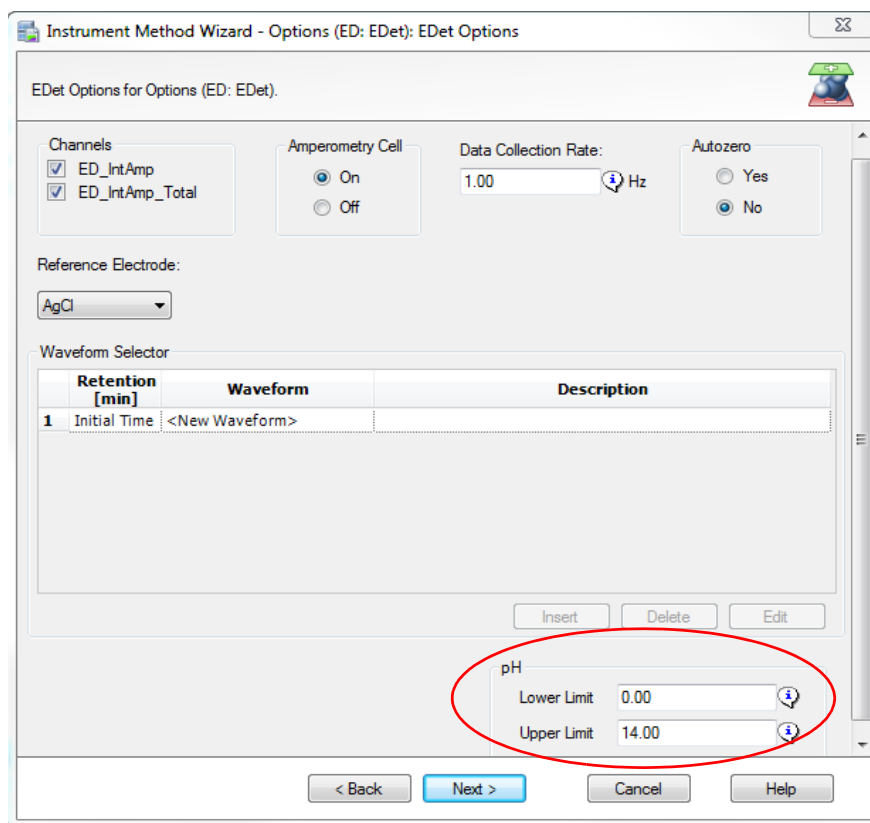 Instrument Method Wizard - Options (ED: EDet): EDet Options
EDet Options for Options (ED: EDet).
Channels
ED_IntAmp
ED_IntAmp_Total
Amperometry Cell
On
Off
Data Collection Rate:
1.00 Hz
Autozero
Yes
No
Reference Electrode:
AgCl
Waveform Selector
Retention [min] Waveform Description
1 Initial Time <New Waveform>
Insert Delete Edit
pH
Lower Limit 0.00
Upper Limit 14.00
< Back Next > Cancel Help